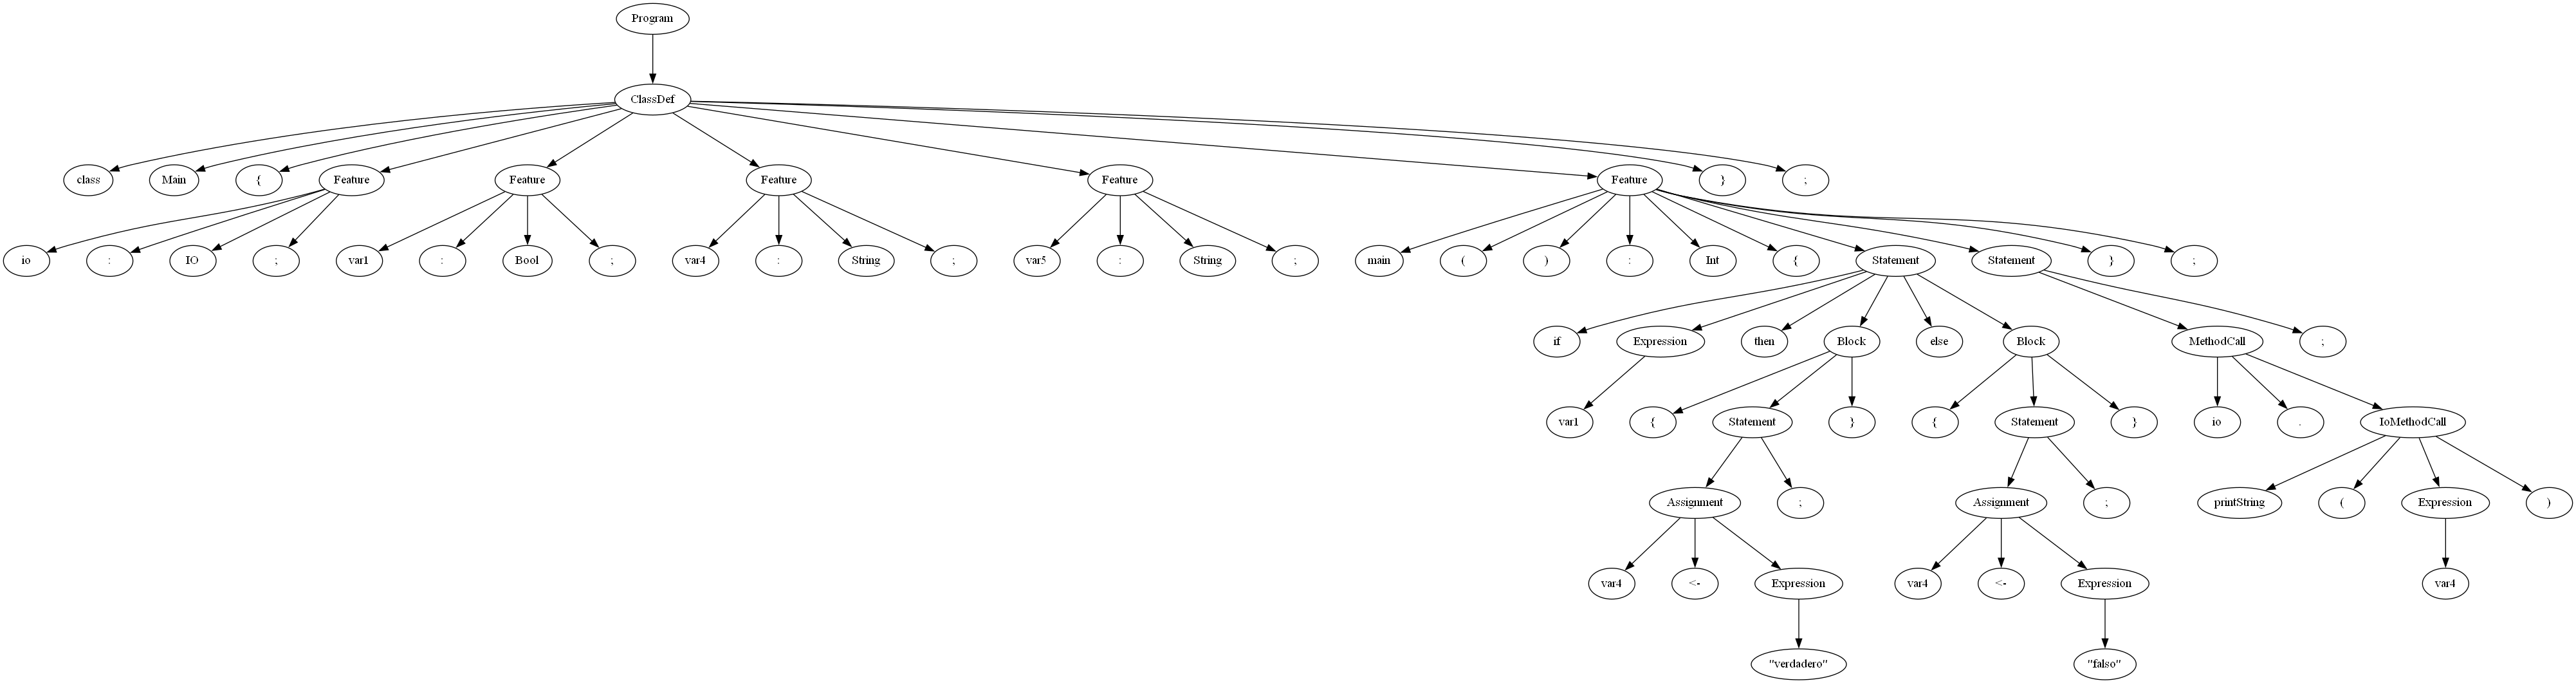 Program
ClassDef
class Main { Feature Feature Feature Feature Feature } ;
io : IO ; var1 : Bool ; var4 : String ; var5 : String ; main ( ) : Int { Statement Statement } ;
if Expression then Block else Block MethodCall ;
var1 { Statement } { Statement } io . IoMethodCall
Assignment ; Assignment ; printString ( Expression )
var4 <- Expression var4 <- Expression var4
"verdadero" "falso"